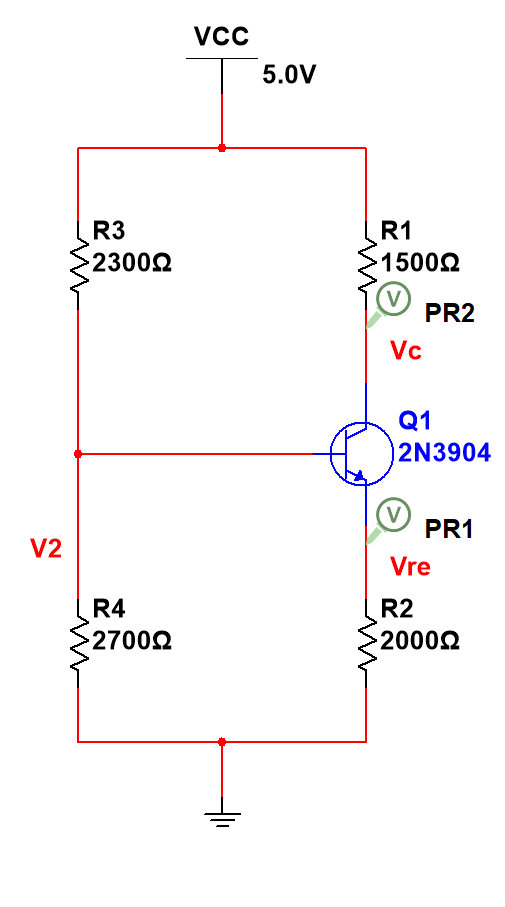 VCC
5.0V
R3
2300Ω
R1
1500Ω
V
PR2
Vc
Q1
2N3904
V
PR1
V2
Vre
R4
2700Ω
R2
2000Ω